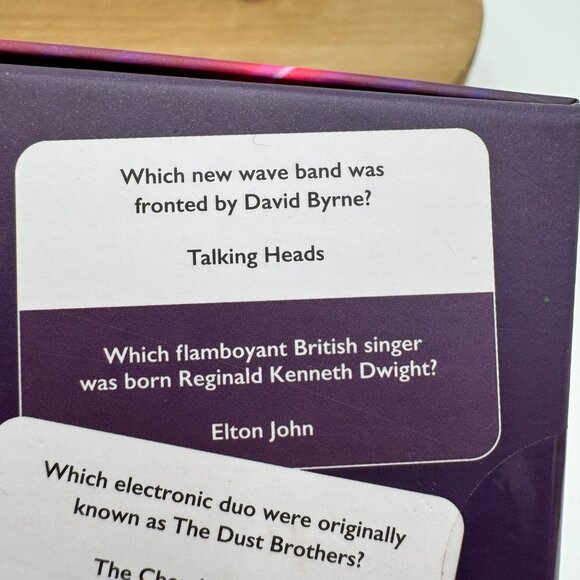 Which new wave band was
fronted by David Byrne?
Talking Heads
Which flamboyant British singer
was born Reginald Kenneth Dwight?
Elton John
Which electronic duo were originally
known as The Dust Brothers?
The